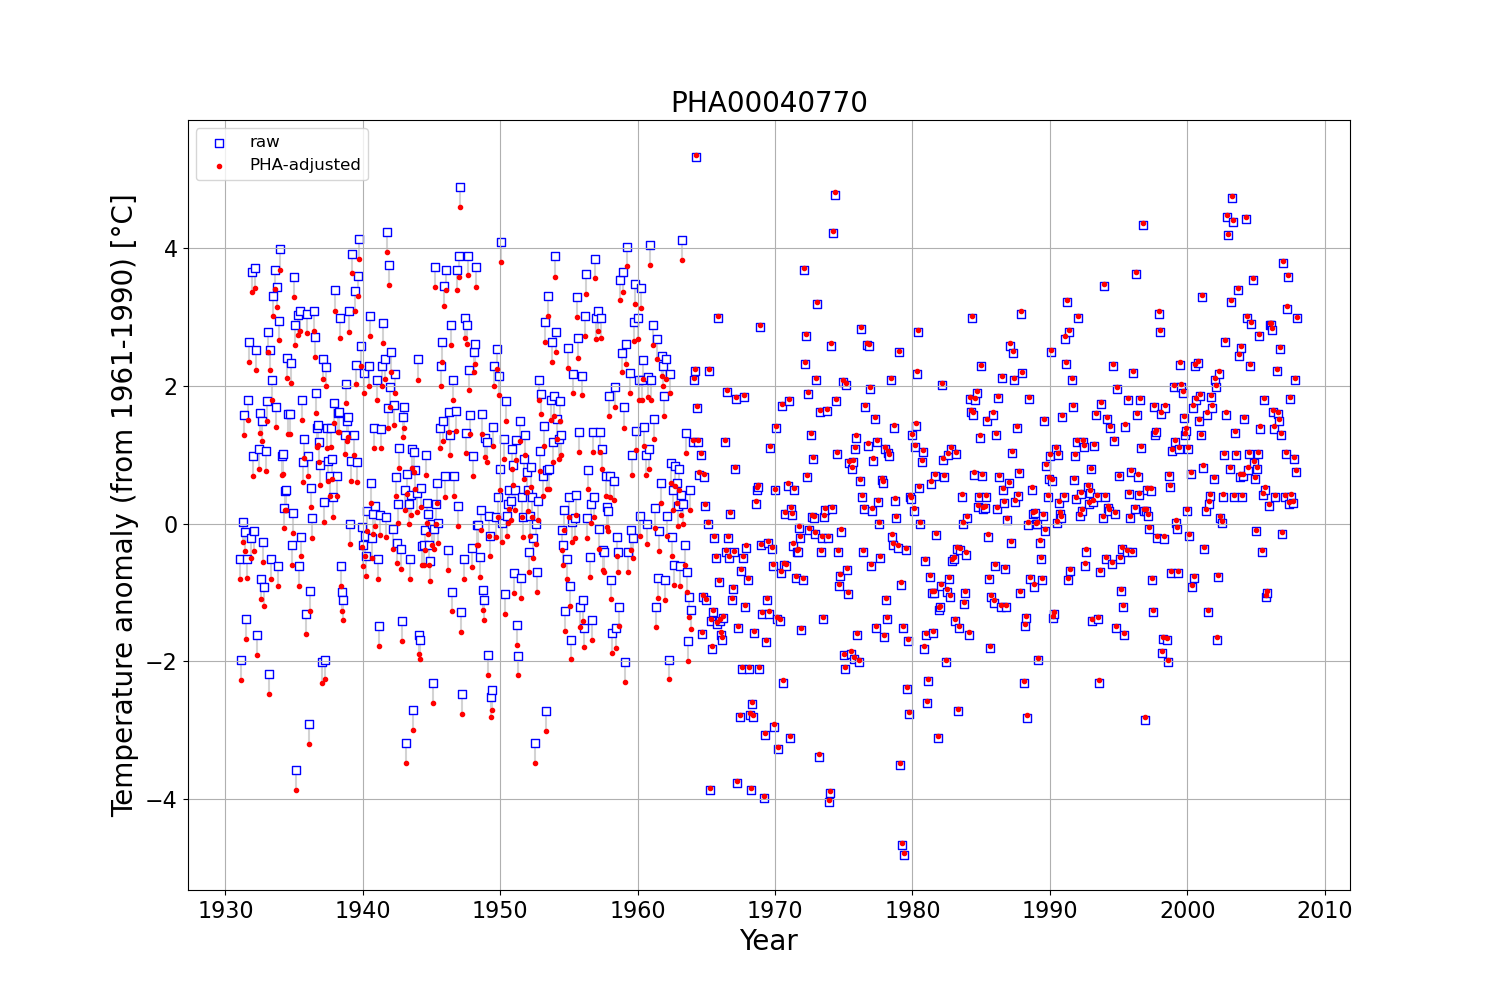 PHA00040770
raw
PHA-adjusted
Temperature anomaly (from 1961-1990) [°C]
4
2
0
−2
−4
1930 1940 1950 1960 1970 1980 1990 2000 2010
Year